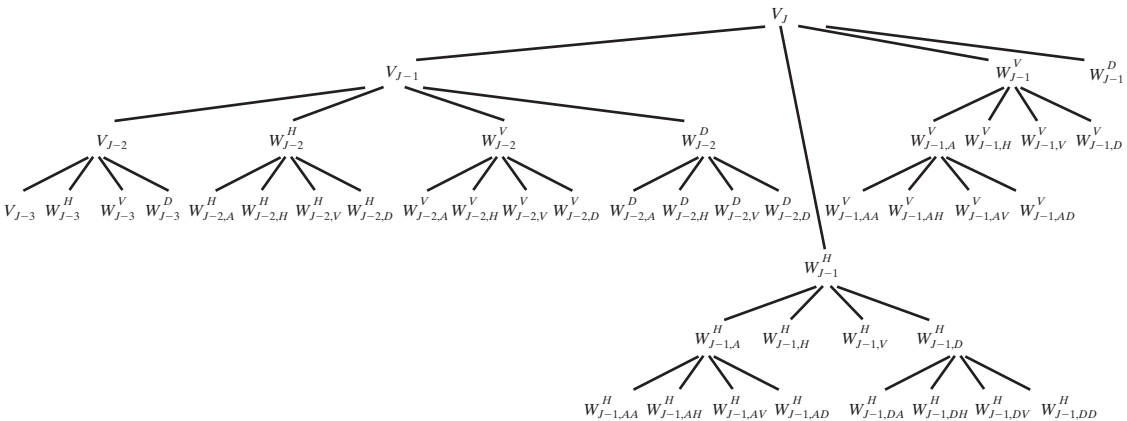 V_J
V_{J−1} W^V_{J−1} W^D_{J−1}
V_{J−2} W^H_{J−2} W^V_{J−2} W^D_{J−2} W^V_{J−1,A} W^V_{J−1,H} W^V_{J−1,V} W^V_{J−1,D}
V_{J−3} W^H_{J−3} W^V_{J−3} W^D_{J−3} W^H_{J−2,A} W^H_{J−2,H} W^H_{J−2,V} W^H_{J−2,D} W^V_{J−2,A} W^V_{J−2,H} W^V_{J−2,V} W^V_{J−2,D} W^D_{J−2,A} W^D_{J−2,H} W^D_{J−2,V} W^D_{J−2,D} W^V_{J−1,AA} W^V_{J−1,AH} W^V_{J−1,AV} W^V_{J−1,AD}
W^H_{J−1}
W^H_{J−1,A} W^H_{J−1,H} W^H_{J−1,V} W^H_{J−1,D}
W^H_{J−1,AA} W^H_{J−1,AH} W^H_{J−1,AV} W^H_{J−1,AD} W^H_{J−1,DA} W^H_{J−1,DH} W^H_{J−1,DV} W^H_{J−1,DD}